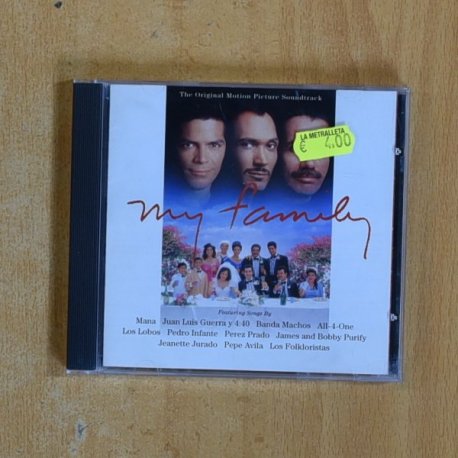 The Original Motion Picture Soundtrack
LA METRALLETA
€ 4,00
my family
Featuring Songs By
Mana Juan Luis Guerra y 4:40 Banda Machos All-4-One
Los Lobos Pedro Infante Perez Prado James and Bobby Purify
Jeanette Jurado Pepe Avila Los Folkloristas